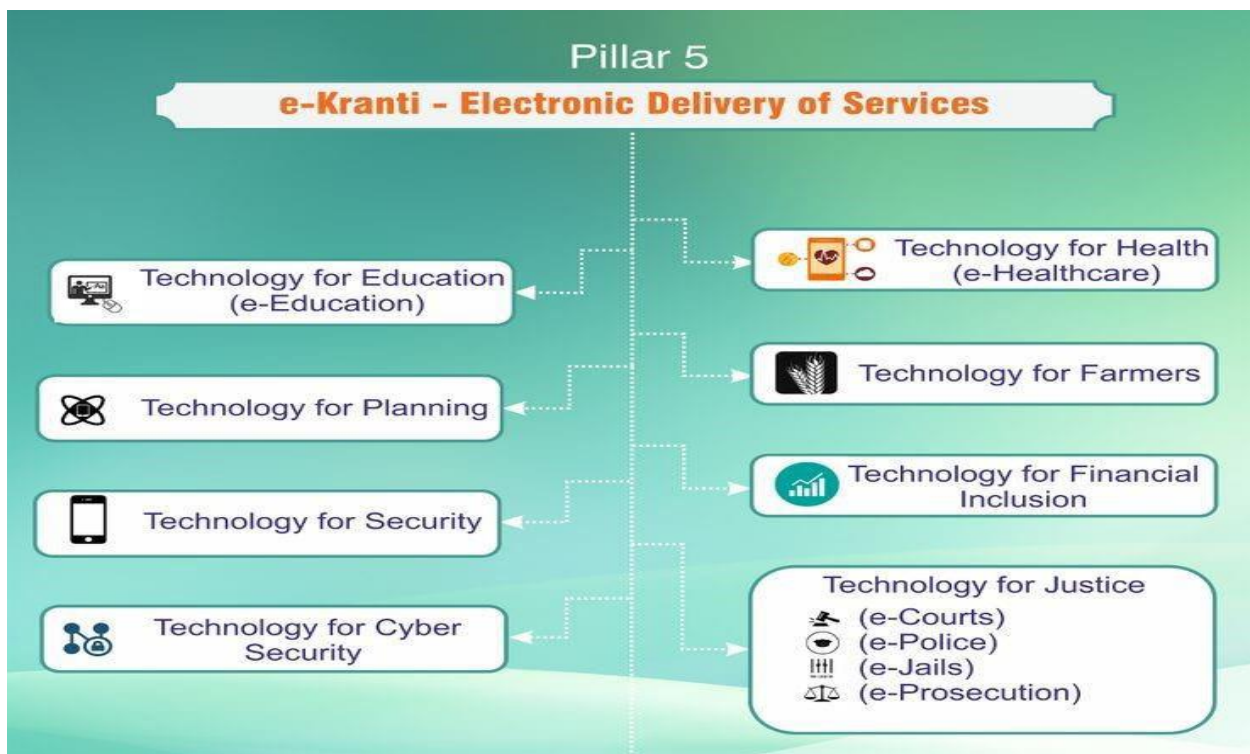 Pillar 5
e-Kranti - Electronic Delivery of Services
Technology for Education
(e-Education)
Technology for Planning
Technology for Security
Technology for Cyber
Security
Technology for Health
(e-Healthcare)
Technology for Farmers
Technology for Financial
Inclusion
Technology for Justice
(e-Courts)
(e-Police)
(e-Jails)
(e-Prosecution)